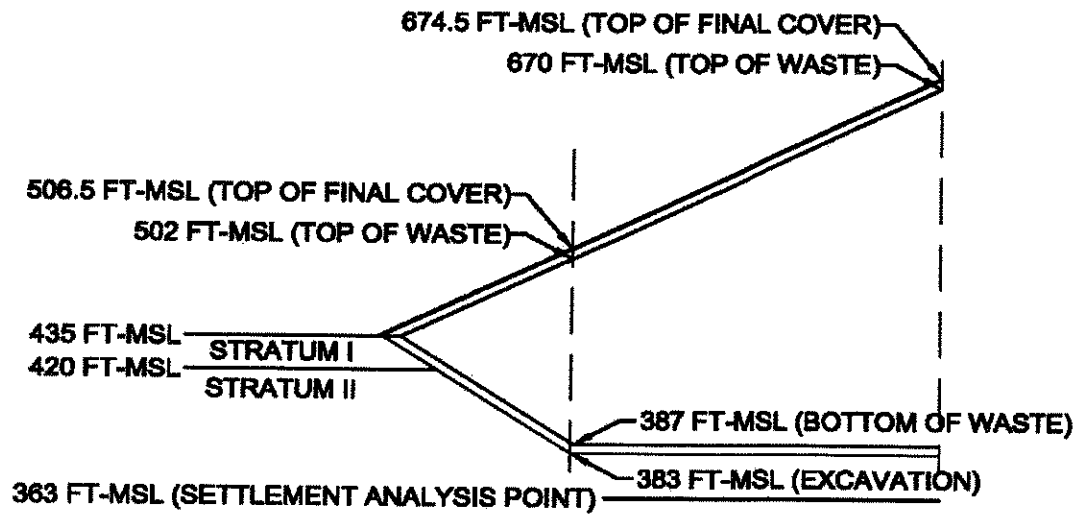 674.5 FT-MSL (TOP OF FINAL COVER)
670 FT-MSL (TOP OF WASTE)
506.5 FT-MSL (TOP OF FINAL COVER)
502 FT-MSL (TOP OF WASTE)
435 FT-MSL
STRATUM I
420 FT-MSL
STRATUM II
387 FT-MSL (BOTTOM OF WASTE)
383 FT-MSL (EXCAVATION)
363 FT-MSL (SETTLEMENT ANALYSIS POINT)